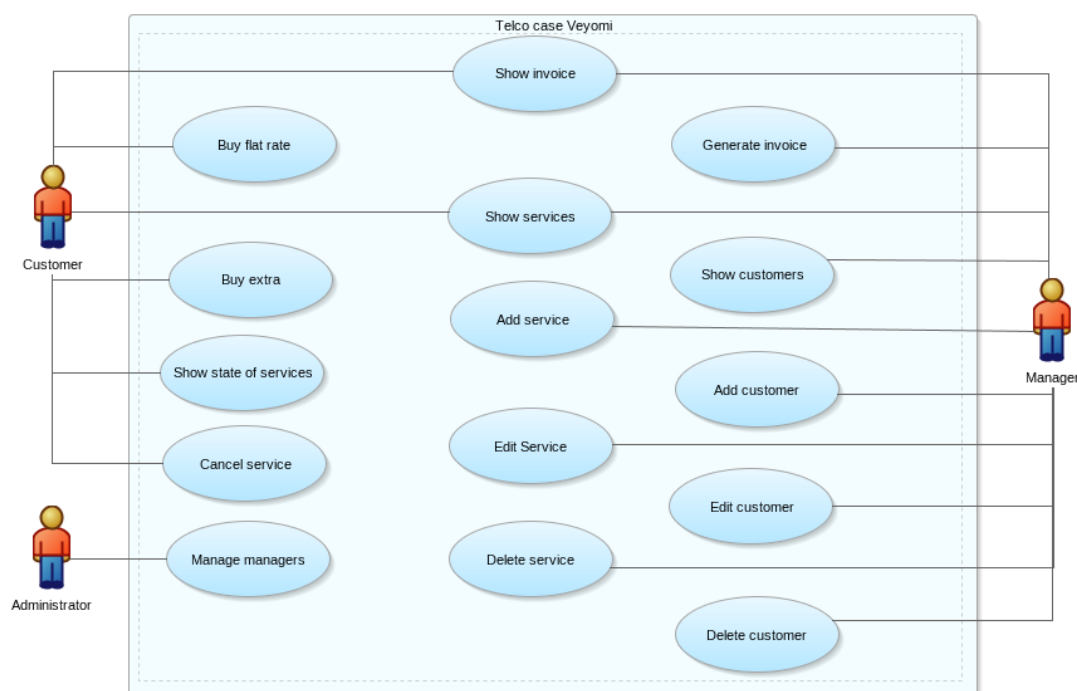 Telco case Veyomi
Show invoice
Buy flat rate
Generate invoice
Show services
Customer
Buy extra
Show customers
Add service
Show state of services
Manager
Add customer
Edit Service
Cancel service
Edit customer
Manage managers
Delete service
Administrator
Delete customer